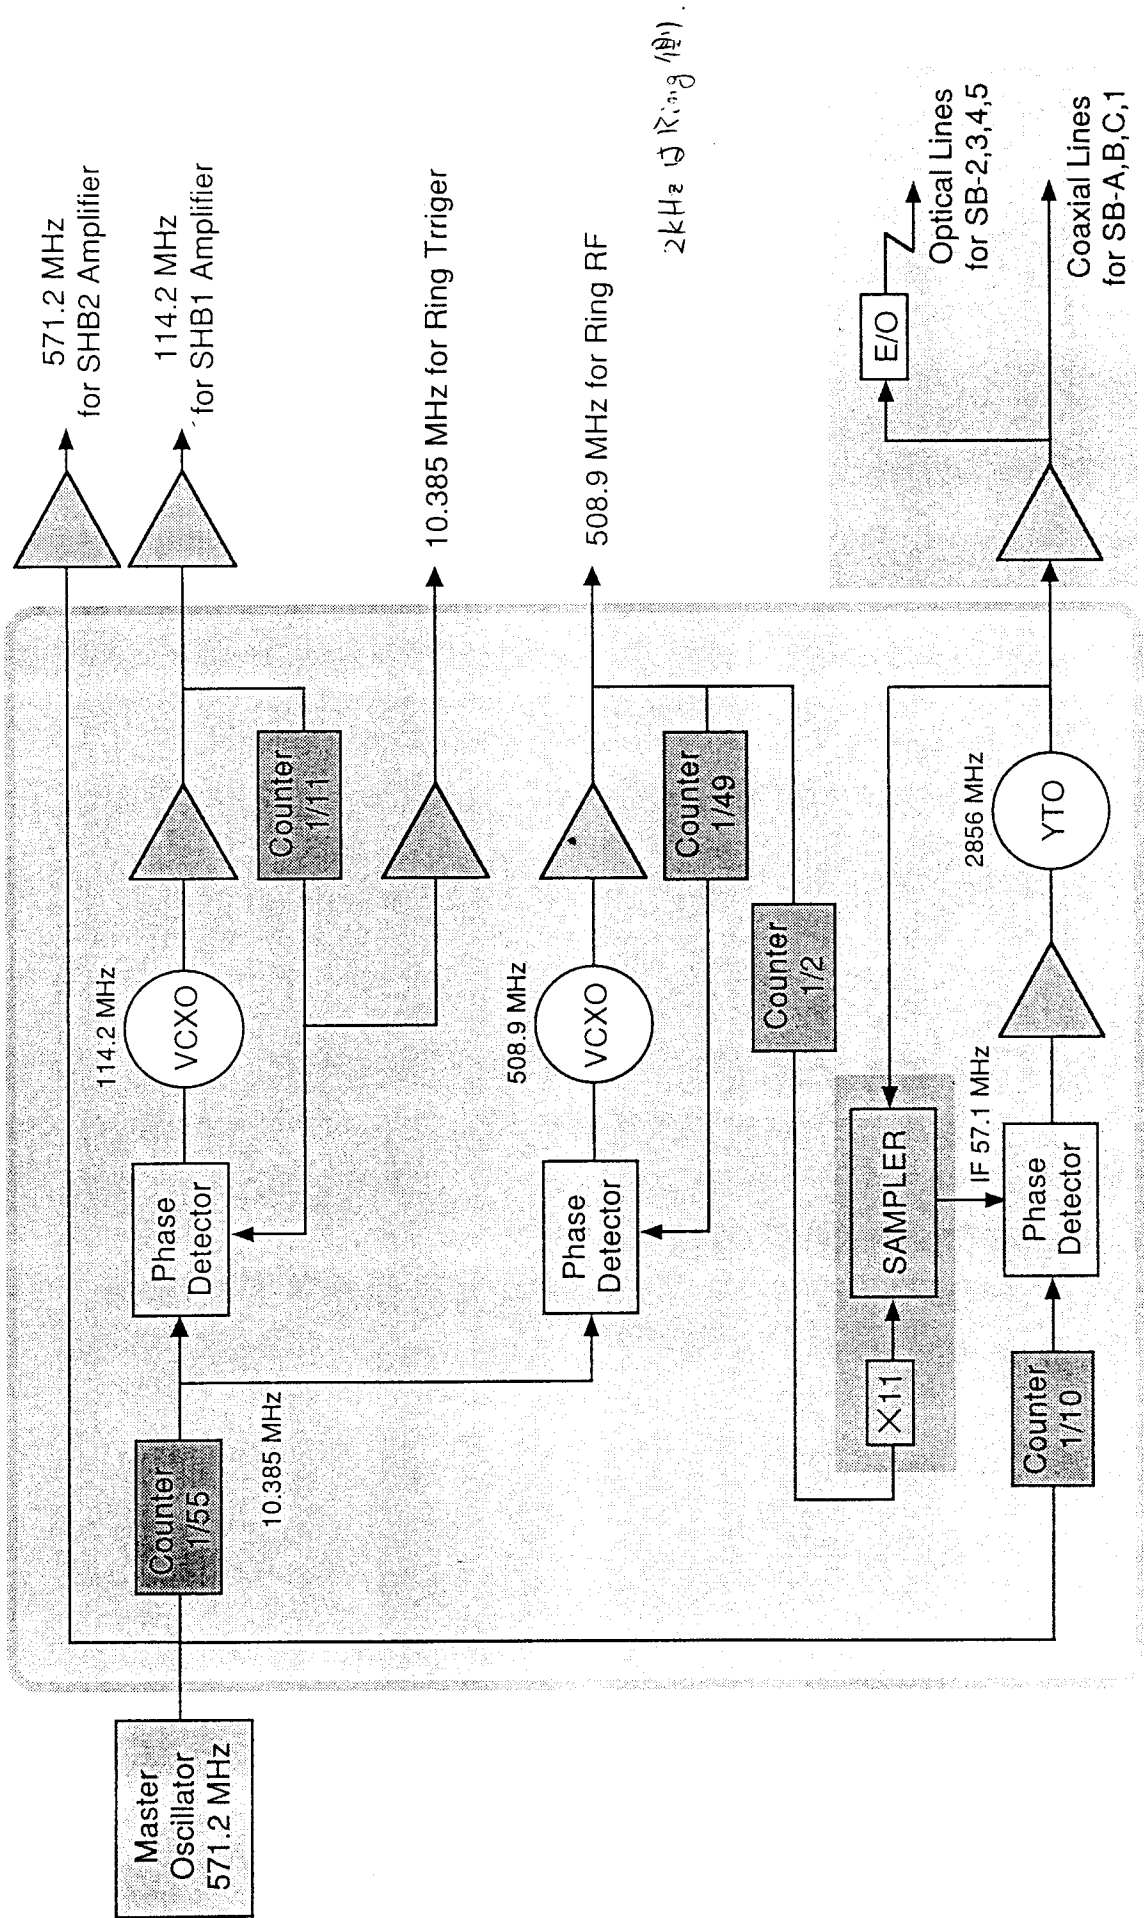 Master
Oscillator
571.2 MHz
Counter
1/55
10.385 MHz
Phase
Detector
114.2 MHz
VCXO
Counter
1/11
571.2 MHz
for SHB2 Amplifier
114.2 MHz
for SHB1 Amplifier
10.385 MHz for Ring Trriger
Phase
Detector
508.9 MHz
VCXO
Counter
1/49
508.9 MHz for Ring RF
2kHz は Ring 側).
Counter
1/2
X11
SAMPLER
IF 57.1 MHz
Counter
1/10
Phase
Detector
2856 MHz
YTO
E/O
Optical Lines
for SB-2,3,4,5
Coaxial Lines
for SB-A,B,C,1